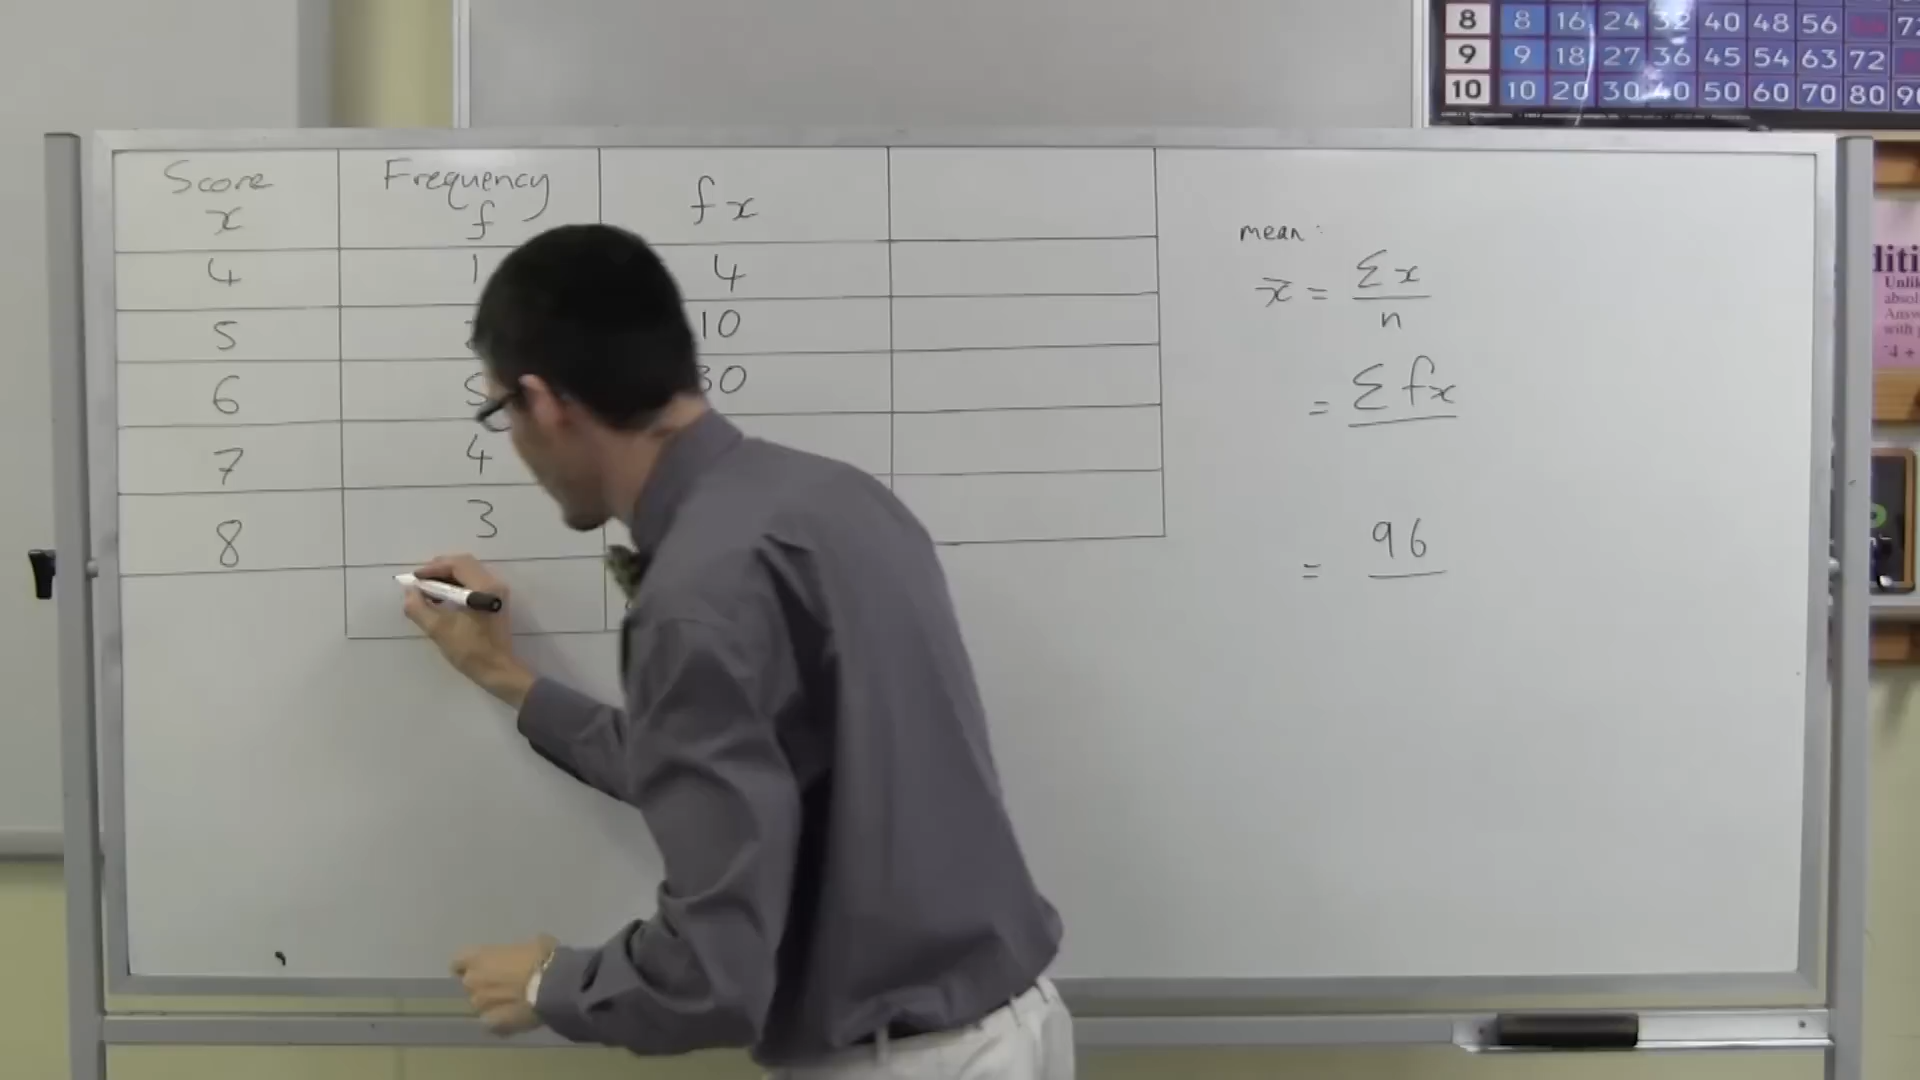 8 8 16 24 32 40 48 56
9 9 18 27 36 45 54 63 72
10 10 20 30 40 50 60 70 80
Score Frequency
x f fx
4 1 4
5 10
6 5 30
7 4
8 3
mean:
x̄ = Σx
n
= Σfx
= 96